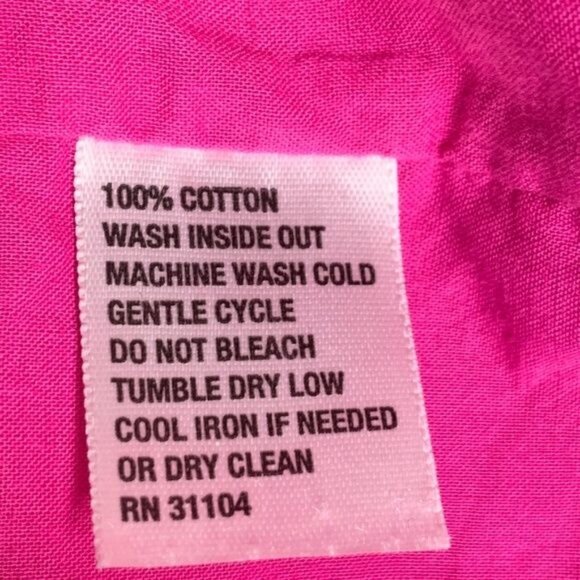 100% COTTON
WASH INSIDE OUT
MACHINE WASH COLD
GENTLE CYCLE
DO NOT BLEACH
TUMBLE DRY LOW
COOL IRON IF NEEDED
OR DRY CLEAN
RN 31104